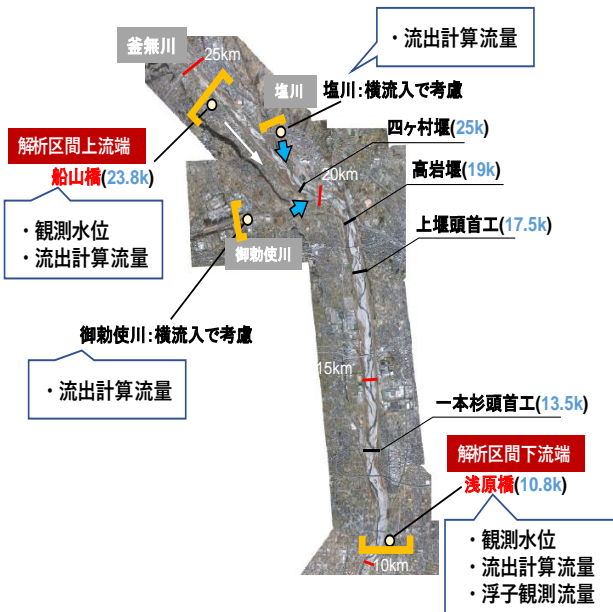 釜無川
25km
・流出計算流量
塩川
塩川：横流入で考慮
四ヶ村堰(25k)
解析区間上流端
船山橋(23.8k)
高岩堰(19k)
20km
・観測水位
・流出計算流量
上堰頭首工(17.5k)
御勅使川
御勅使川：横流入で考慮
15km
・流出計算流量
一本杉頭首工(13.5k)
解析区間下流端
浅原橋(10.8k)
・観測水位
・流出計算流量
・浮子観測流量
10km